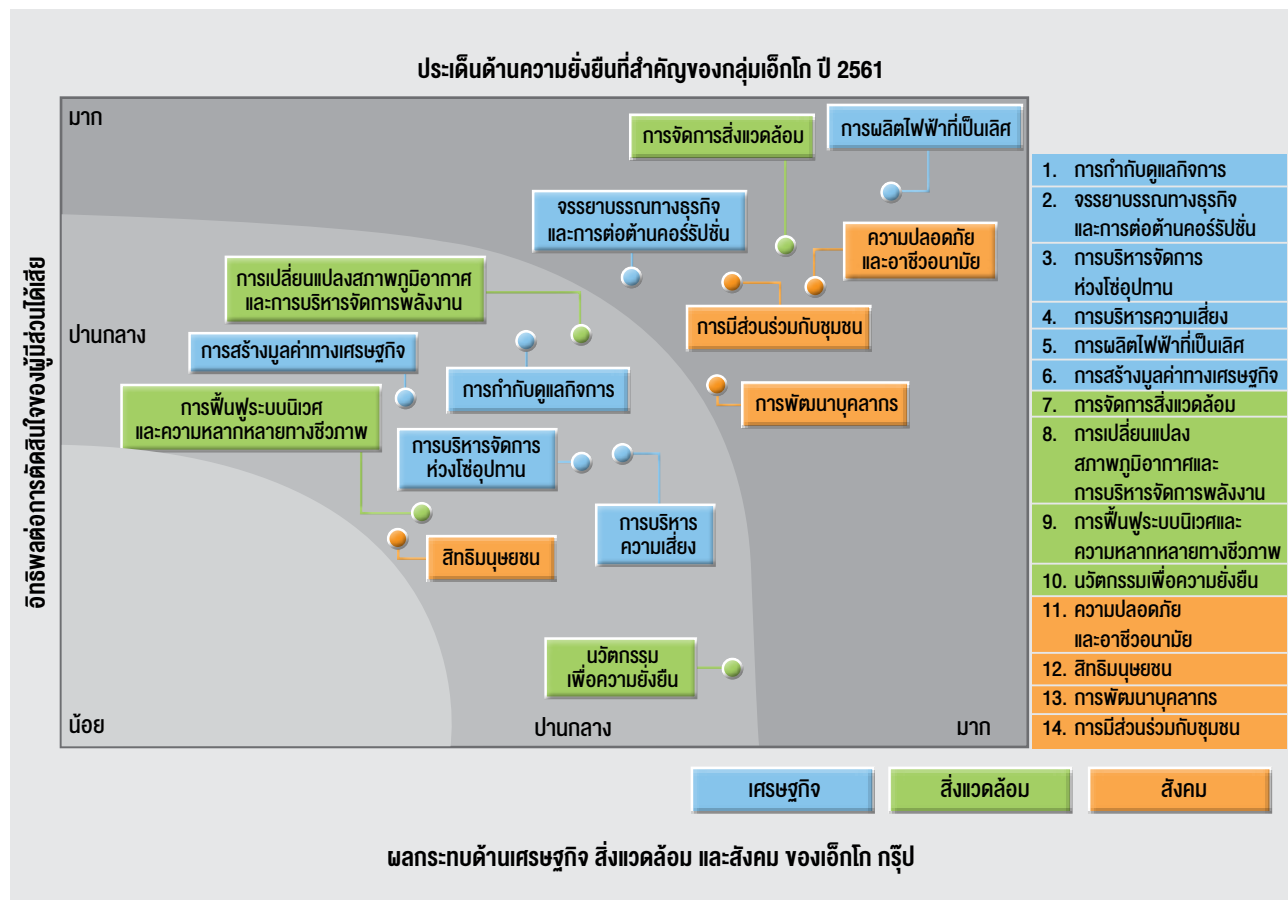 ประเด็นด้านความยั่งยืนที่สำคัญของกลุ่มเอ็กโก ปี 2561
มาก
การจัดการสิ่งแวดล้อม
การผลิตไฟฟ้าที่เป็นเลิศ
จรรยาบรรณทางธุรกิจ
และการต่อต้านคอร์รัปชั่น
ความปลอดภัย
และอาชีวอนามัย
การเปลี่ยนแปลงสภาพภูมิอากาศ
และการบริหารจัดการพลังงาน
ปานกลาง
การมีส่วนร่วมกับชุมชน
การสร้างมูลค่าทางเศรษฐกิจ
การกำกับดูแลกิจการ
การพัฒนาบุคลากร
การฟื้นฟูระบบนิเวศ
และความหลากหลายทางชีวภาพ
การบริหารจัดการ
ห่วงโซ่อุปทาน
การบริหาร
ความเสี่ยง
สิทธิมนุษยชน
นวัตกรรม
เพื่อความยั่งยืน
น้อย
ปานกลาง
มาก
อิทธิพลต่อการตัดสินใจของผู้มีส่วนได้เสีย
1. การกำกับดูแลกิจการ
2. จรรยาบรรณทางธุรกิจ
และการต่อต้านคอร์รัปชั่น
3. การบริหารจัดการ
ห่วงโซ่อุปทาน
4. การบริหารความเสี่ยง
5. การผลิตไฟฟ้าที่เป็นเลิศ
6. การสร้างมูลค่าทางเศรษฐกิจ
7. การจัดการสิ่งแวดล้อม
8. การเปลี่ยนแปลง
สภาพภูมิอากาศและ
การบริหารจัดการพลังงาน
9. การฟื้นฟูระบบนิเวศและ
ความหลากหลายทางชีวภาพ
10. นวัตกรรมเพื่อความยั่งยืน
11. ความปลอดภัย
และอาชีวอนามัย
12. สิทธิมนุษยชน
13. การพัฒนาบุคลากร
14. การมีส่วนร่วมกับชุมชน
เศรษฐกิจ
สิ่งแวดล้อม
สังคม
ผลกระทบด้านเศรษฐกิจ สิ่งแวดล้อม และสังคม ของเอ็กโก กรุ๊ป